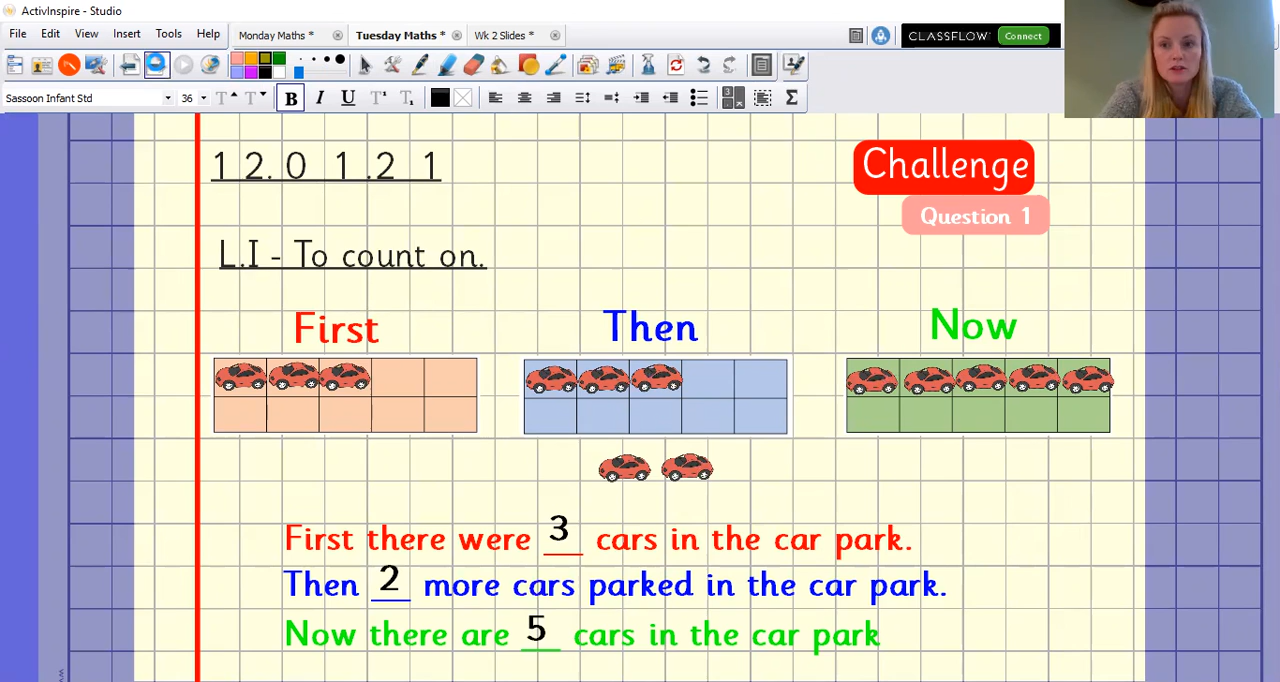 ActivInspire - Studio
File Edit View Insert Tools Help
Monday Maths * Tuesday Maths * Wk 2 Slides *
CLASSFLOW Connect
Sassoon Infant Std 36 B I U
12.01.21
Challenge
Question 1
L.I - To count on.
First Then Now
First there were 3 cars in the car park.
Then 2 more cars parked in the car park.
Now there are 5 cars in the car park